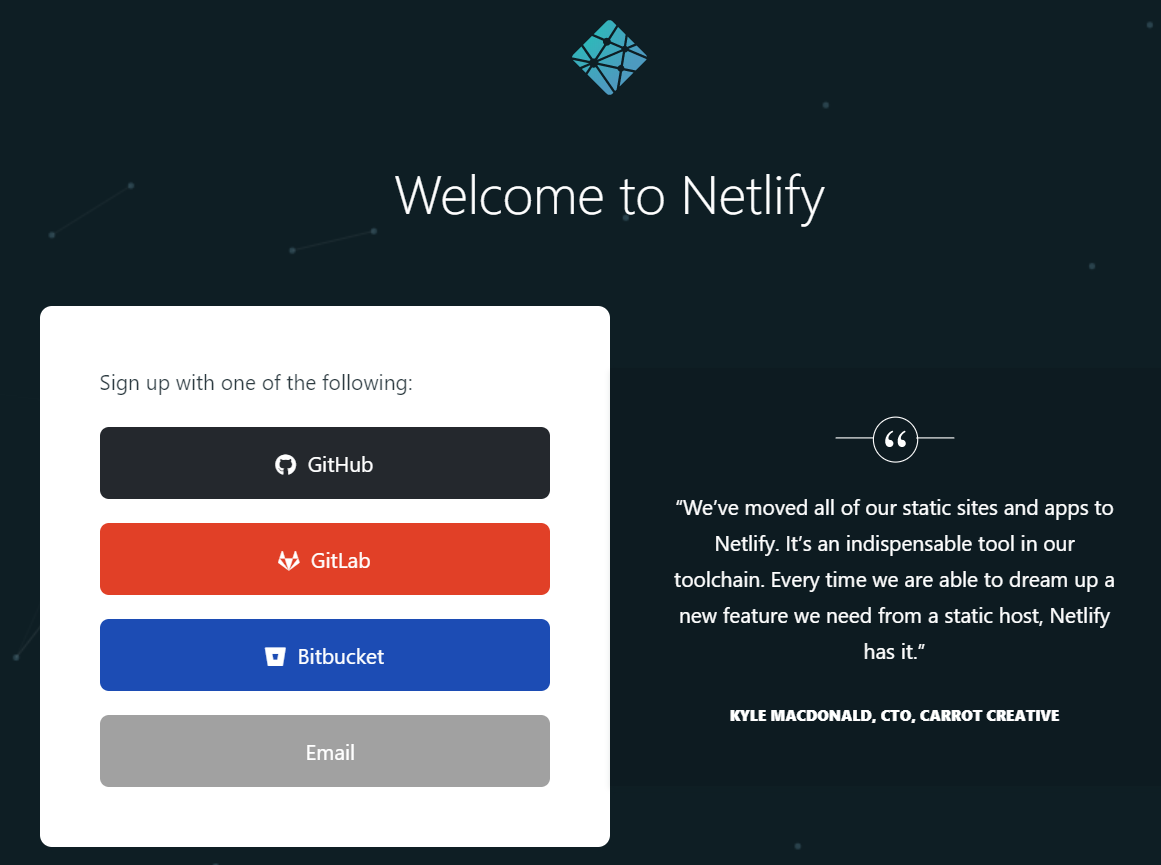 Welcome to Netlify
Sign up with one of the following:
GitHub
GitLab
Bitbucket
Email
“We’ve moved all of our static sites and apps to
Netlify. It’s an indispensable tool in our
toolchain. Every time we are able to dream up a
new feature we need from a static host, Netlify
has it.”
KYLE MACDONALD, CTO, CARROT CREATIVE